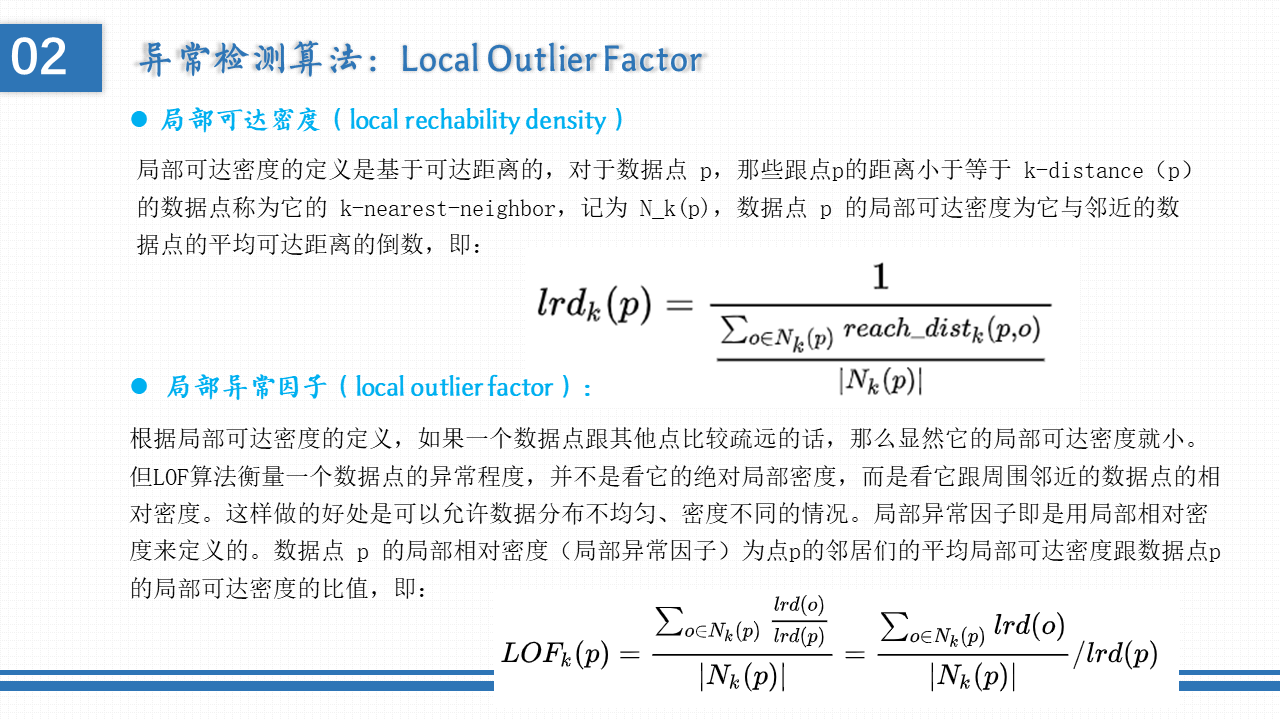 02
异常检测算法：Local Outlier Factor
● 局部可达密度（local rechability density）
局部可达密度的定义是基于可达距离的，对于数据点 p，那些跟点p的距离小于等于 k-distance（p）
的数据点称为它的 k-nearest-neighbor，记为 N_k(p)，数据点 p 的局部可达密度为它与邻近的数
据点的平均可达距离的倒数，即：
lrd_k(p) = \frac{1}{\frac{\sum_{o∈N_k(p)} reach\_dist_k(p,o)}{|N_k(p)|}}
● 局部异常因子（local outlier factor）：
根据局部可达密度的定义，如果一个数据点跟其他点比较疏远的话，那么显然它的局部可达密度就小。
但LOF算法衡量一个数据点的异常程度，并不是看它的绝对局部密度，而是看它跟周围邻近的数据点的相
对密度。这样做的好处是可以允许数据分布不均匀、密度不同的情况。局部异常因子即是用局部相对密
度来定义的。数据点 p 的局部相对密度（局部异常因子）为点p的邻居们的平均局部可达密度跟数据点p
的局部可达密度的比值，即：
LOF_k(p) = \frac{\sum_{o∈N_k(p)} \frac{lrd(o)}{lrd(p)}}{|N_k(p)|} = \frac{\sum_{o∈N_k(p)} lrd(o)}{|N_k(p)|} /lrd(p)